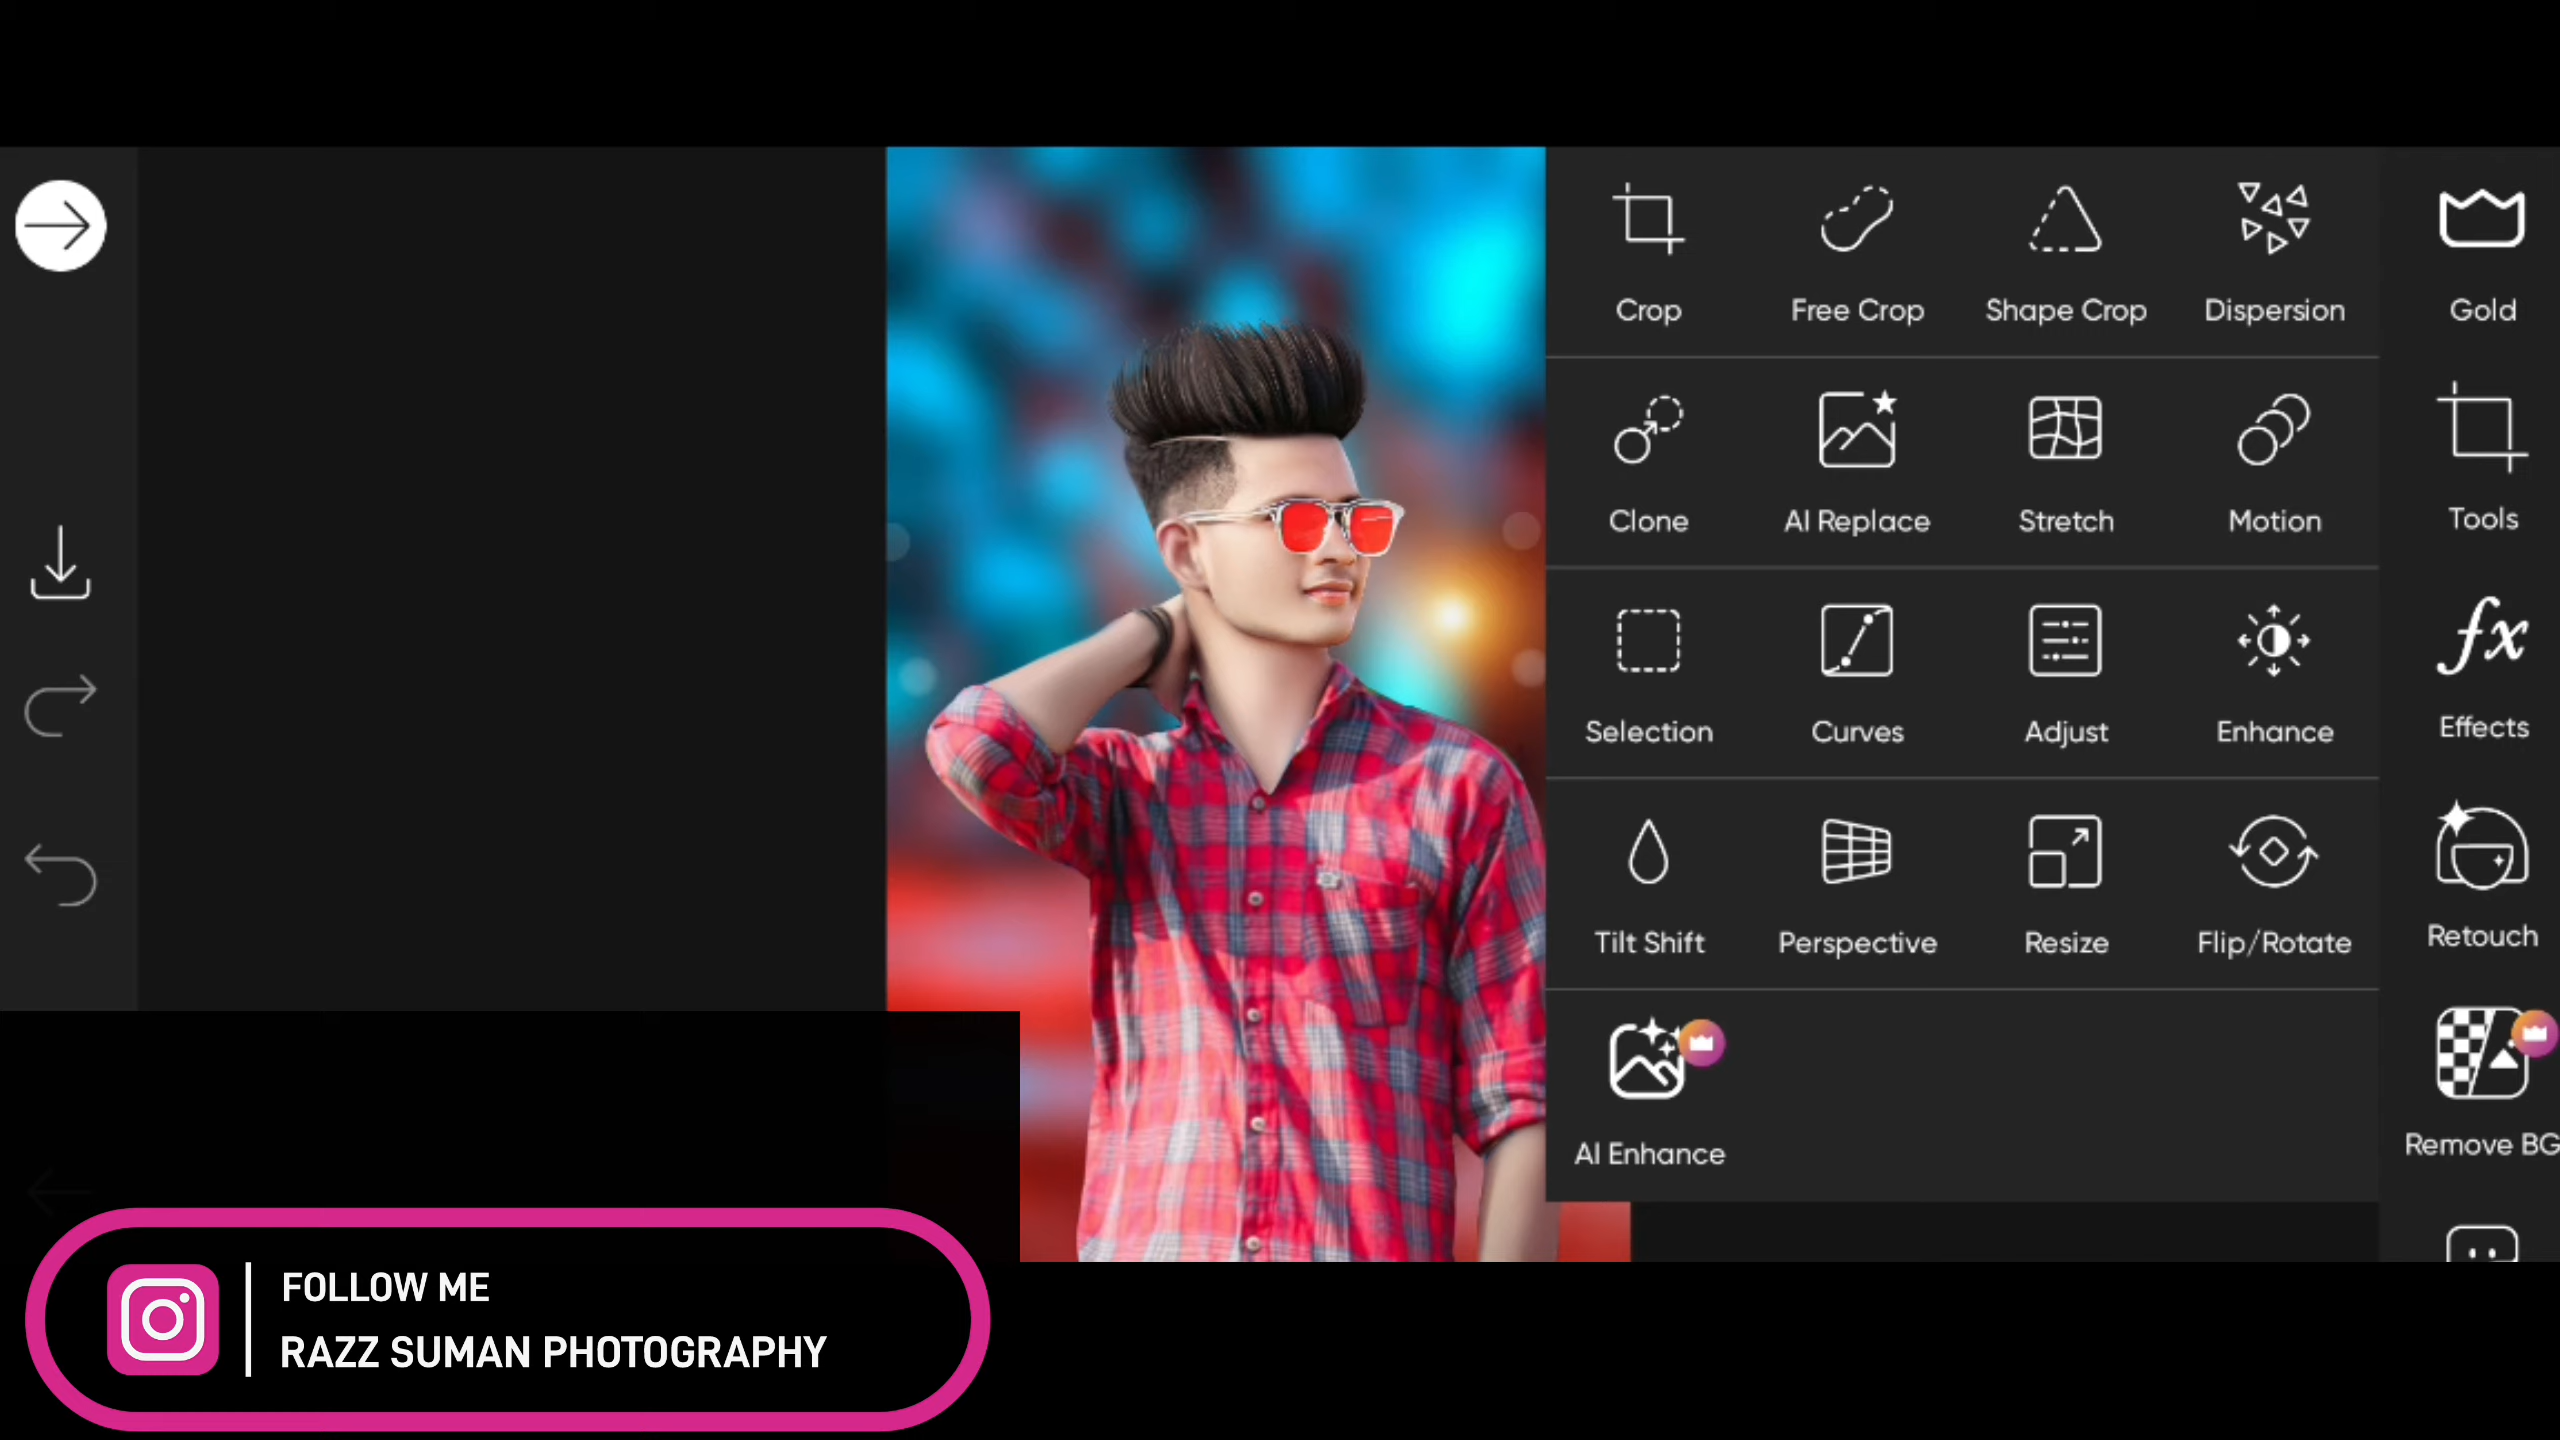 Crop
Free Crop
Shape Crop
Dispersion
Gold
Clone
AI Replace
Stretch
Motion
Tools
Selection
Curves
Adjust
Enhance
fx
Effects
Tilt Shift
Perspective
Resize
Flip/Rotate
Retouch
AI Enhance
Remove BG
FOLLOW ME
RAZZ SUMAN PHOTOGRAPHY